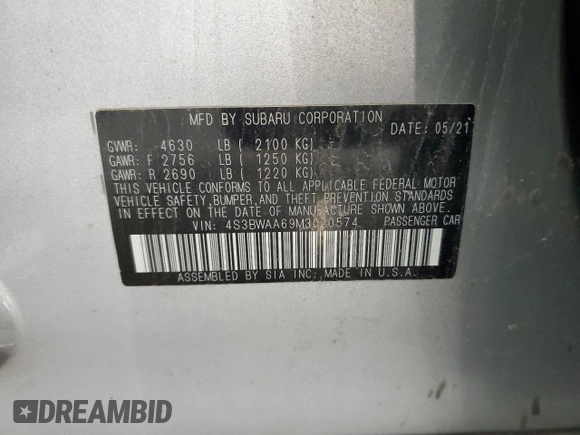 MFD BY SUBARU CORPORATION
DATE: 05/21
GVWR: 4630 LB ( 2100 KG)
GAWR: F 2756 LB ( 1250 KG)
GAWR: R 2690 LB ( 1220 KG)
THIS VEHICLE CONFORMS TO ALL APPLICABLE FEDERAL MOTOR
VEHICLE SAFETY, BUMPER, AND THEFT PREVENTION STANDARDS
IN EFFECT ON THE DATE OF MANUFACTURE SHOWN ABOVE.
VIN: 4S3BWAA69M3020574 PASSENGER CAR
ASSEMBLED BY SIA INC., MADE IN U.S.A.
DREAMBID